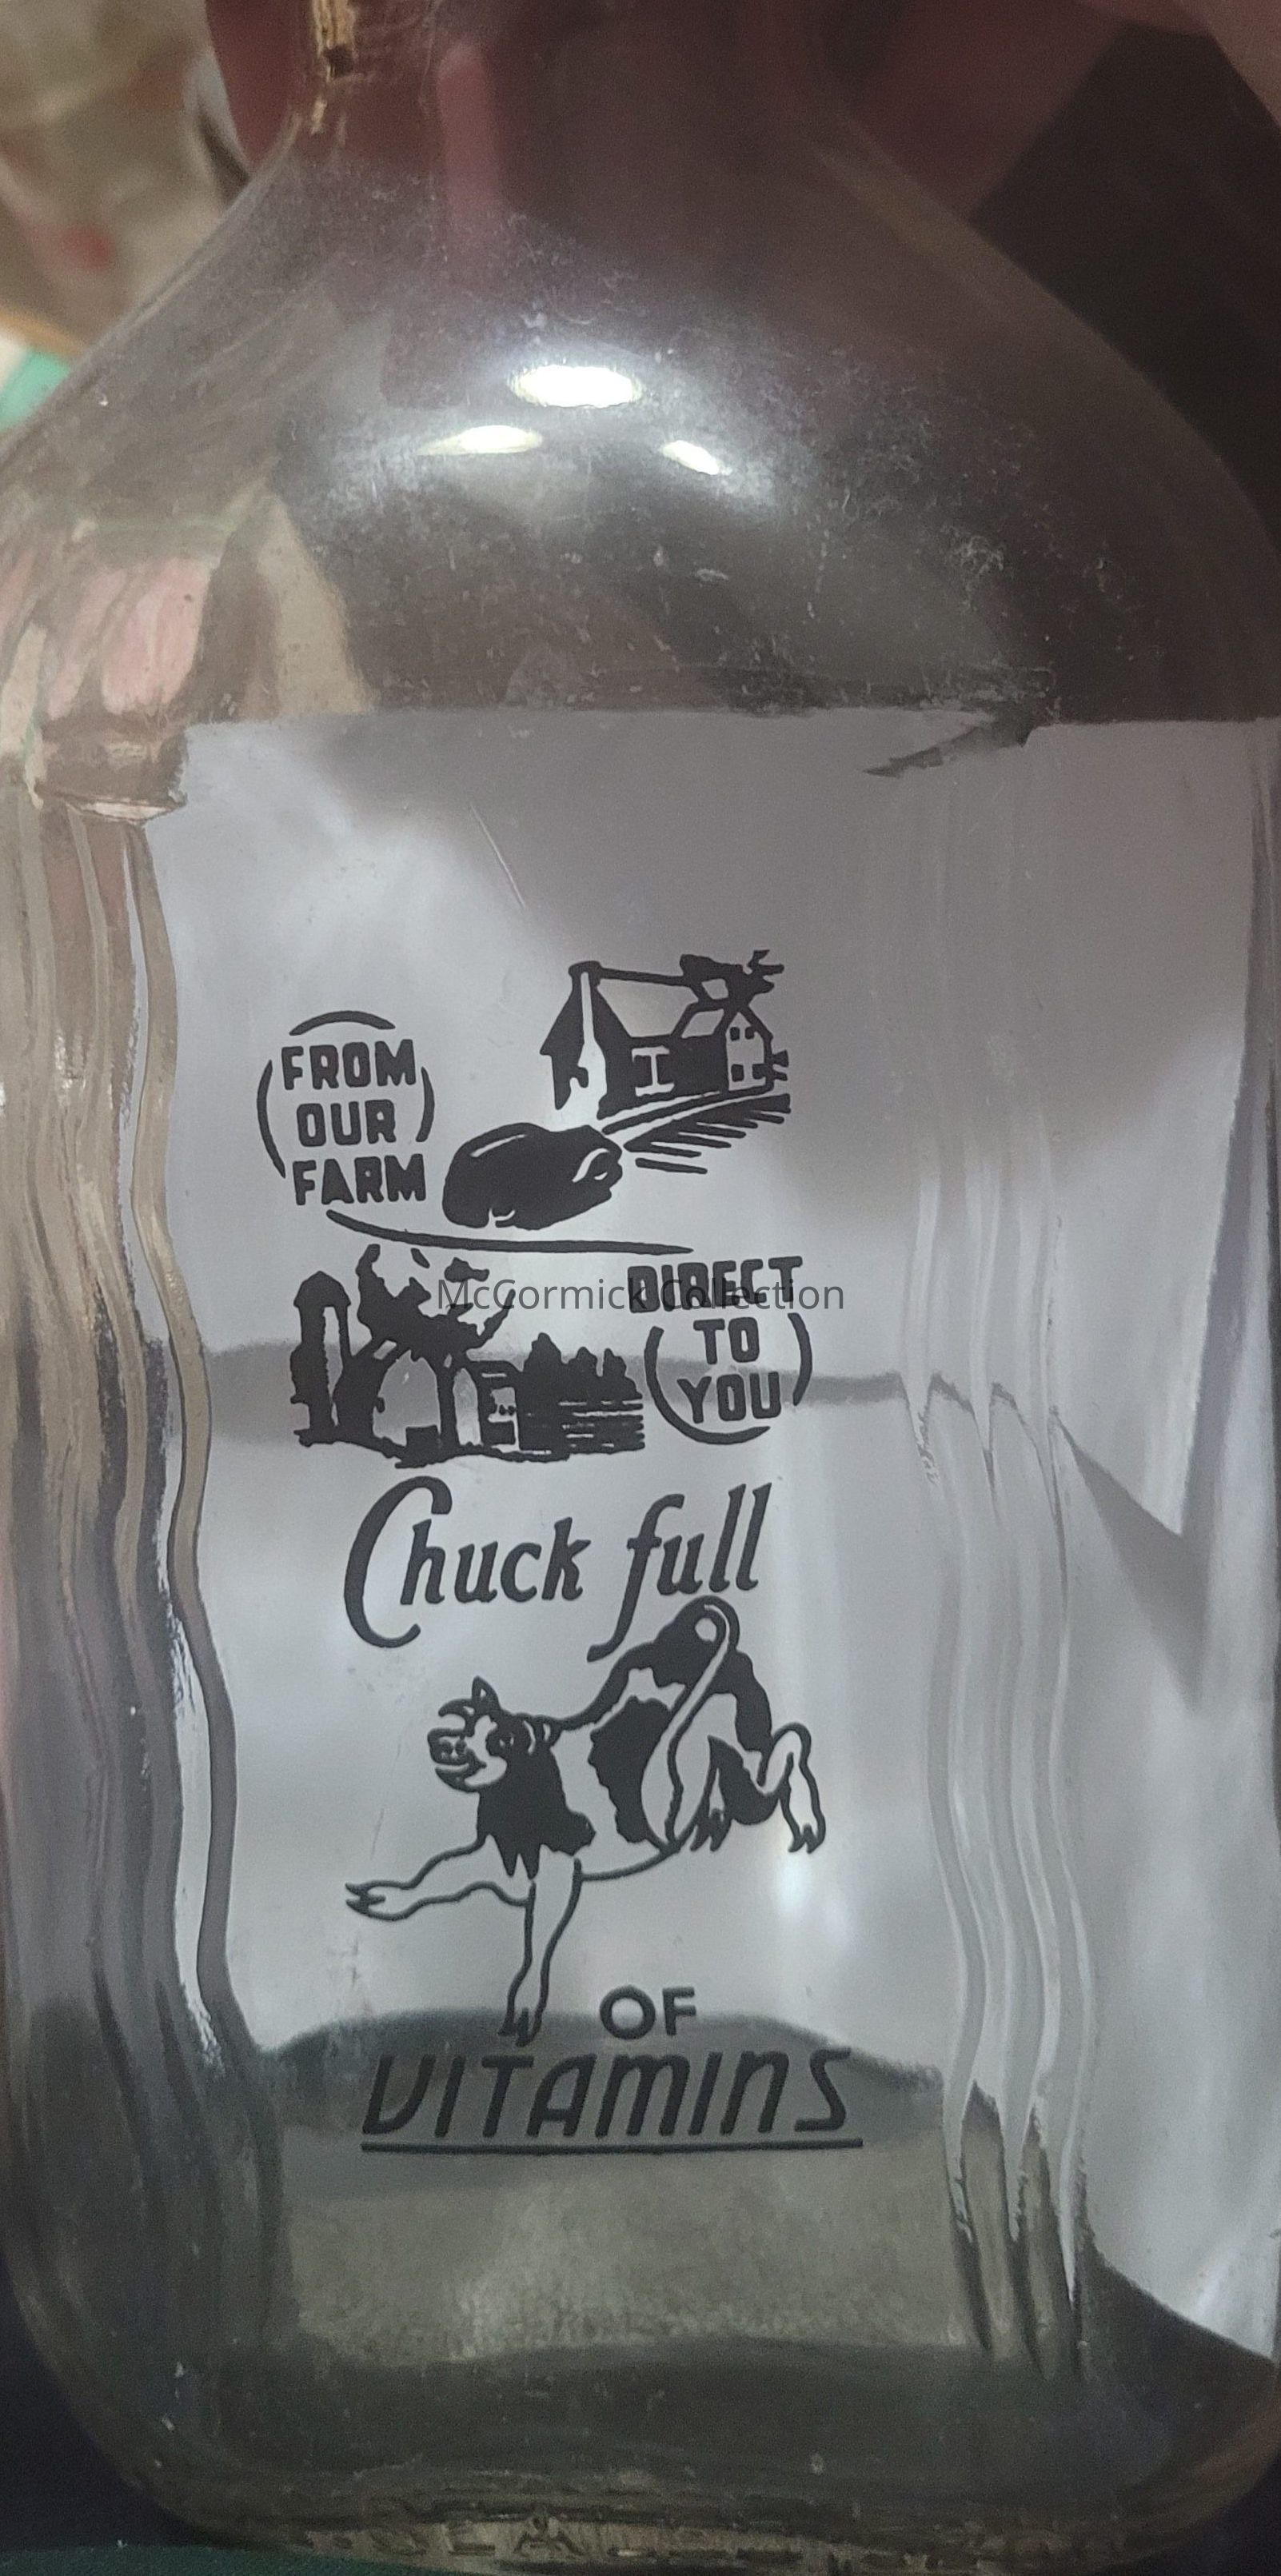 FROM
OUR
FARM
DIRECT
TO
YOU
McCormick Collection
Chuck full
OF
VITAMINS